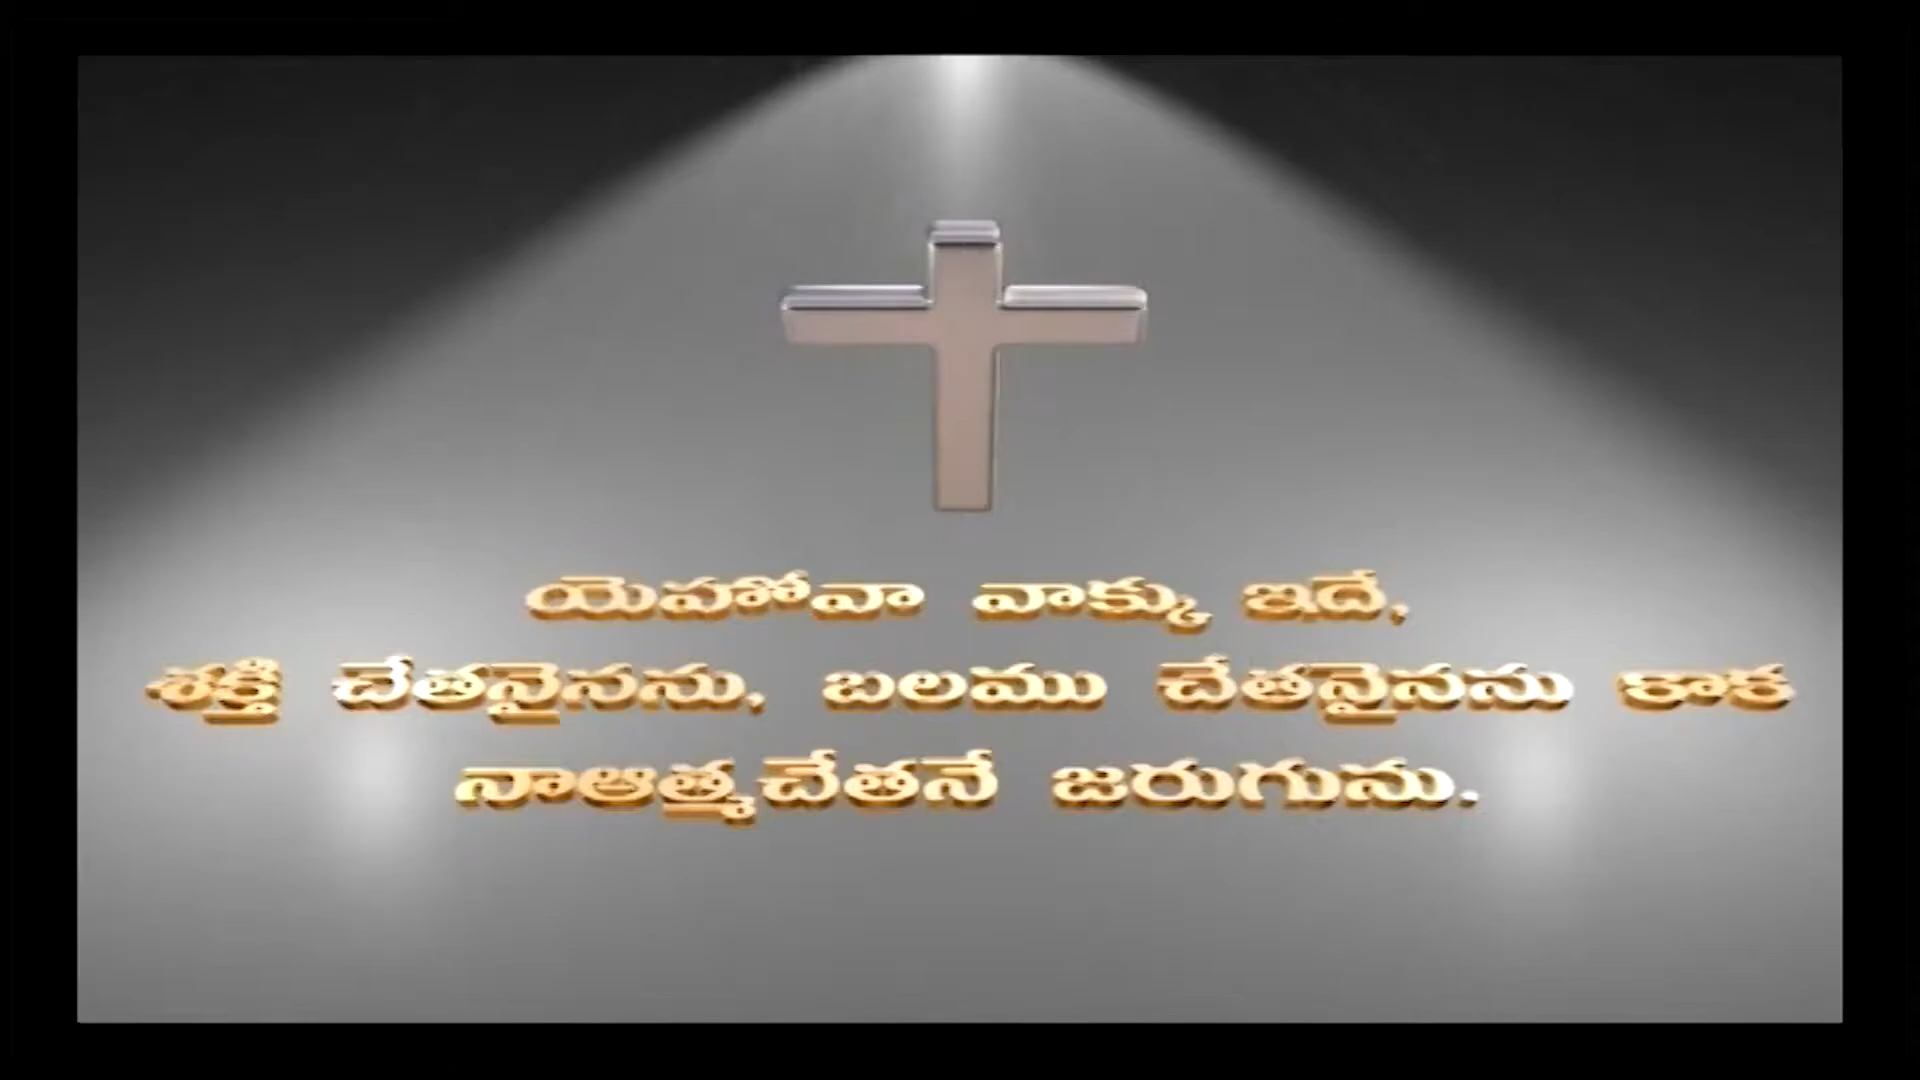 యెహోవా వాక్కు ఇదే,
శక్తి చేతనైనను, బలము చేతనైనను కాక
నాఆత్మచేతనే జరుగును.